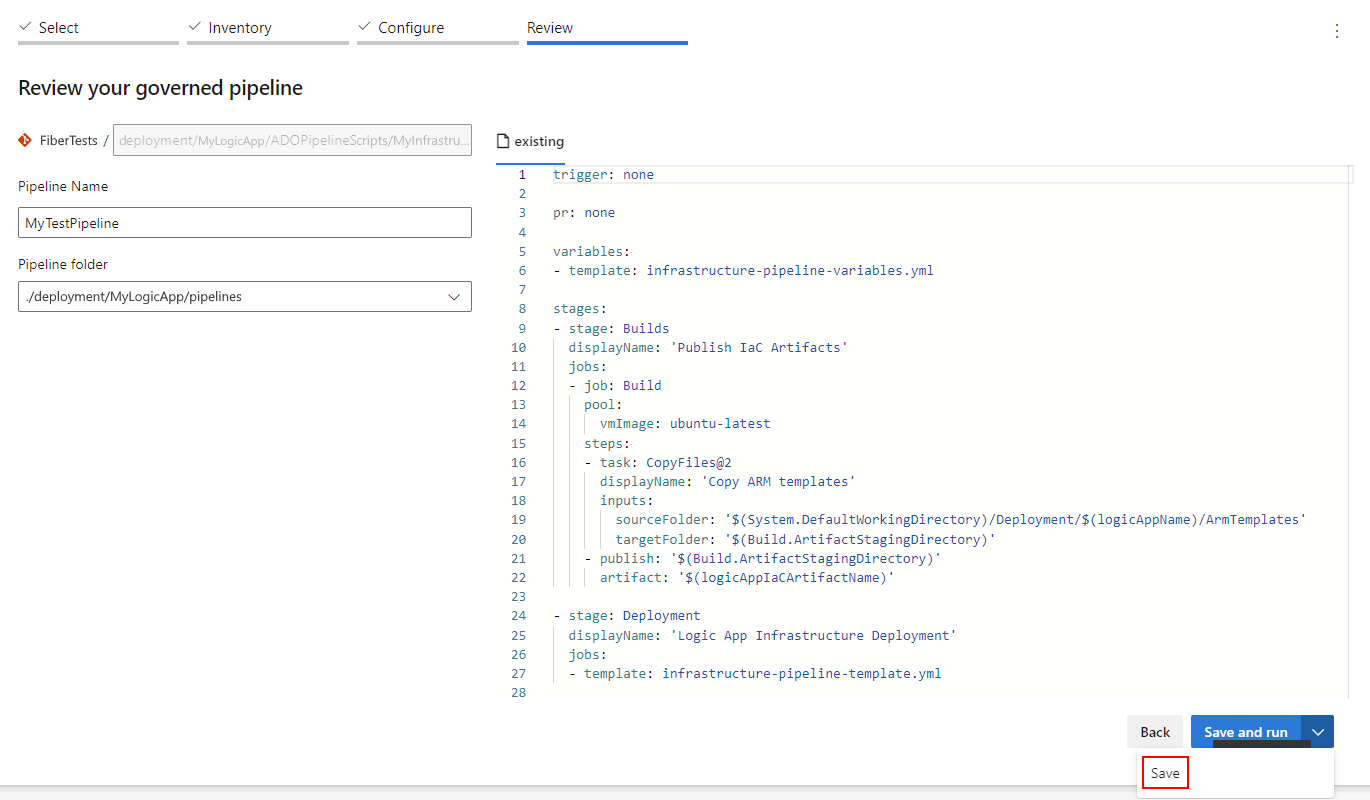 Select
Inventory
Configure
Review
Review your governed pipeline
FiberTests / deployment/MyLogicApp/ADOPipelineScripts/MyInfrastru...
Pipeline Name
MyTestPipeline
Pipeline folder
./deployment/MyLogicApp/pipelines
existing
1 trigger: none
2
3 pr: none
4
5 variables:
6 - template: infrastructure-pipeline-variables.yml
7
8 stages:
9 - stage: Builds
10 displayName: 'Publish IaC Artifacts'
11 jobs:
12 - job: Build
13 pool:
14 vmImage: ubuntu-latest
15 steps:
16 - task: CopyFiles@2
17 displayName: 'Copy ARM templates'
18 inputs:
19 sourceFolder: '$(System.DefaultWorkingDirectory)/Deployment/$(logicAppName)/ArmTemplates'
20 targetFolder: '$(Build.ArtifactStagingDirectory)'
21 - publish: '$(Build.ArtifactStagingDirectory)'
22 artifact: '$(logicAppIaCArtifactName)'
23
24 - stage: Deployment
25 displayName: 'Logic App Infrastructure Deployment'
26 jobs:
27 - template: infrastructure-pipeline-template.yml
28
Back
Save and run
Save